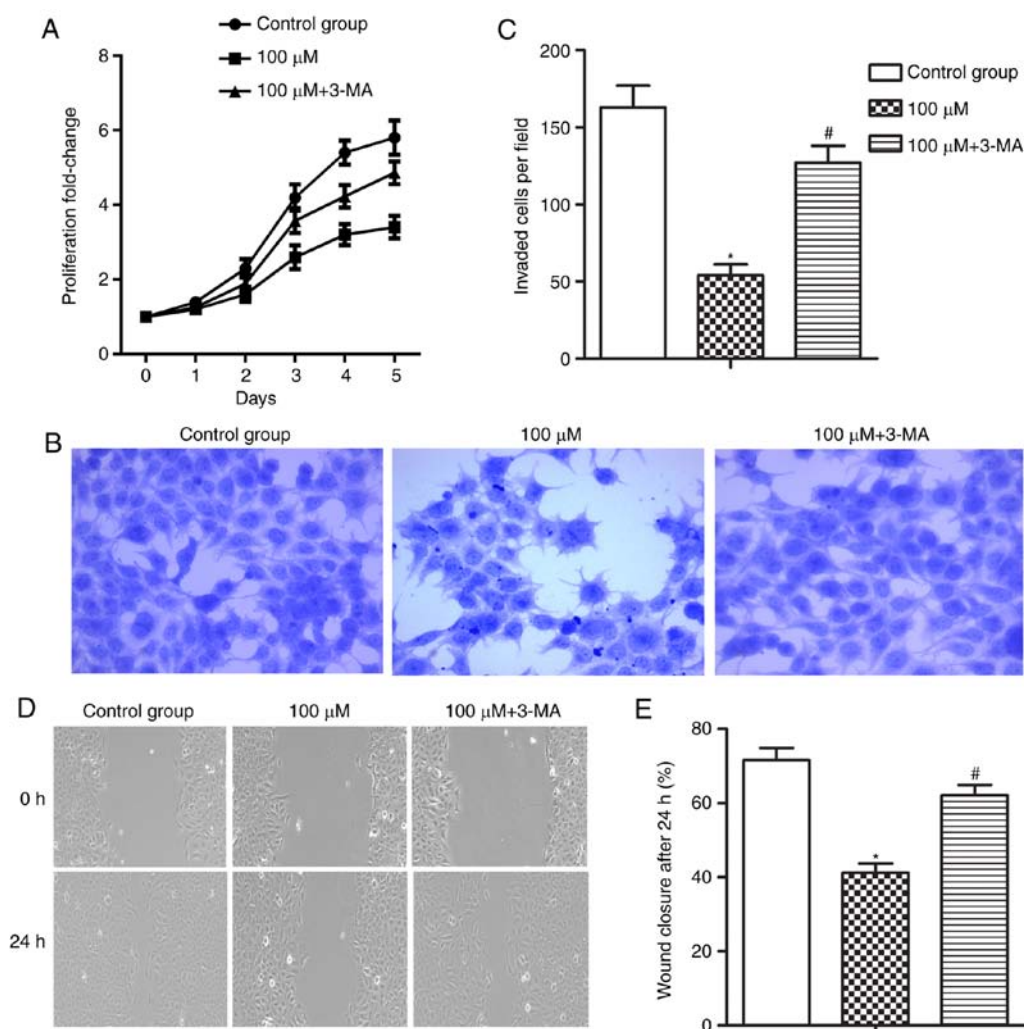 A
Control group
100 μM
100 μM+3-MA
8
6
4
2
0
Proliferation fold-change
0 1 2 3 4 5
Days
C
200
150
100
50
0
Invaded cells per field
*
#
Control group
100 μM
100 μM+3-MA
B
Control group 100 μM 100 μM+3-MA
D
Control group 100 μM 100 μM+3-MA
0 h
24 h
E
80
60
40
20
0
Wound closure after 24 h (%)
*
#